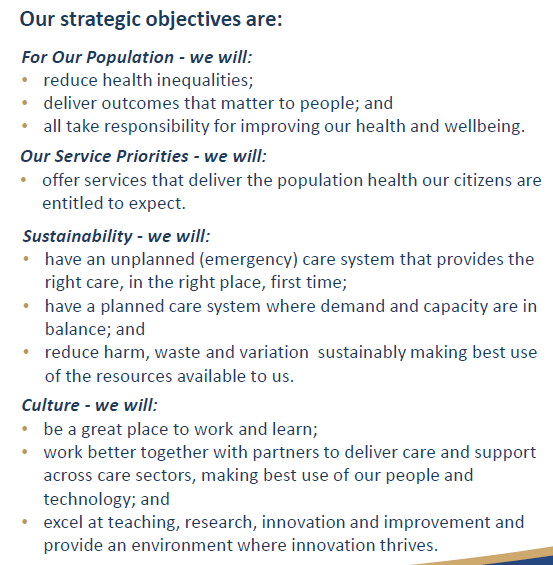 Our strategic objectives are:
For Our Population - we will:
• reduce health inequalities;
• deliver outcomes that matter to people; and
• all take responsibility for improving our health and wellbeing.
Our Service Priorities - we will:
• offer services that deliver the population health our citizens are
entitled to expect.
Sustainability - we will:
• have an unplanned (emergency) care system that provides the
right care, in the right place, first time;
• have a planned care system where demand and capacity are in
balance; and
• reduce harm, waste and variation  sustainably making best use
of the resources available to us.
Culture - we will:
• be a great place to work and learn;
• work better together with partners to deliver care and support
across care sectors, making best use of our people and
technology; and
• excel at teaching, research, innovation and improvement and
provide an environment where innovation thrives.